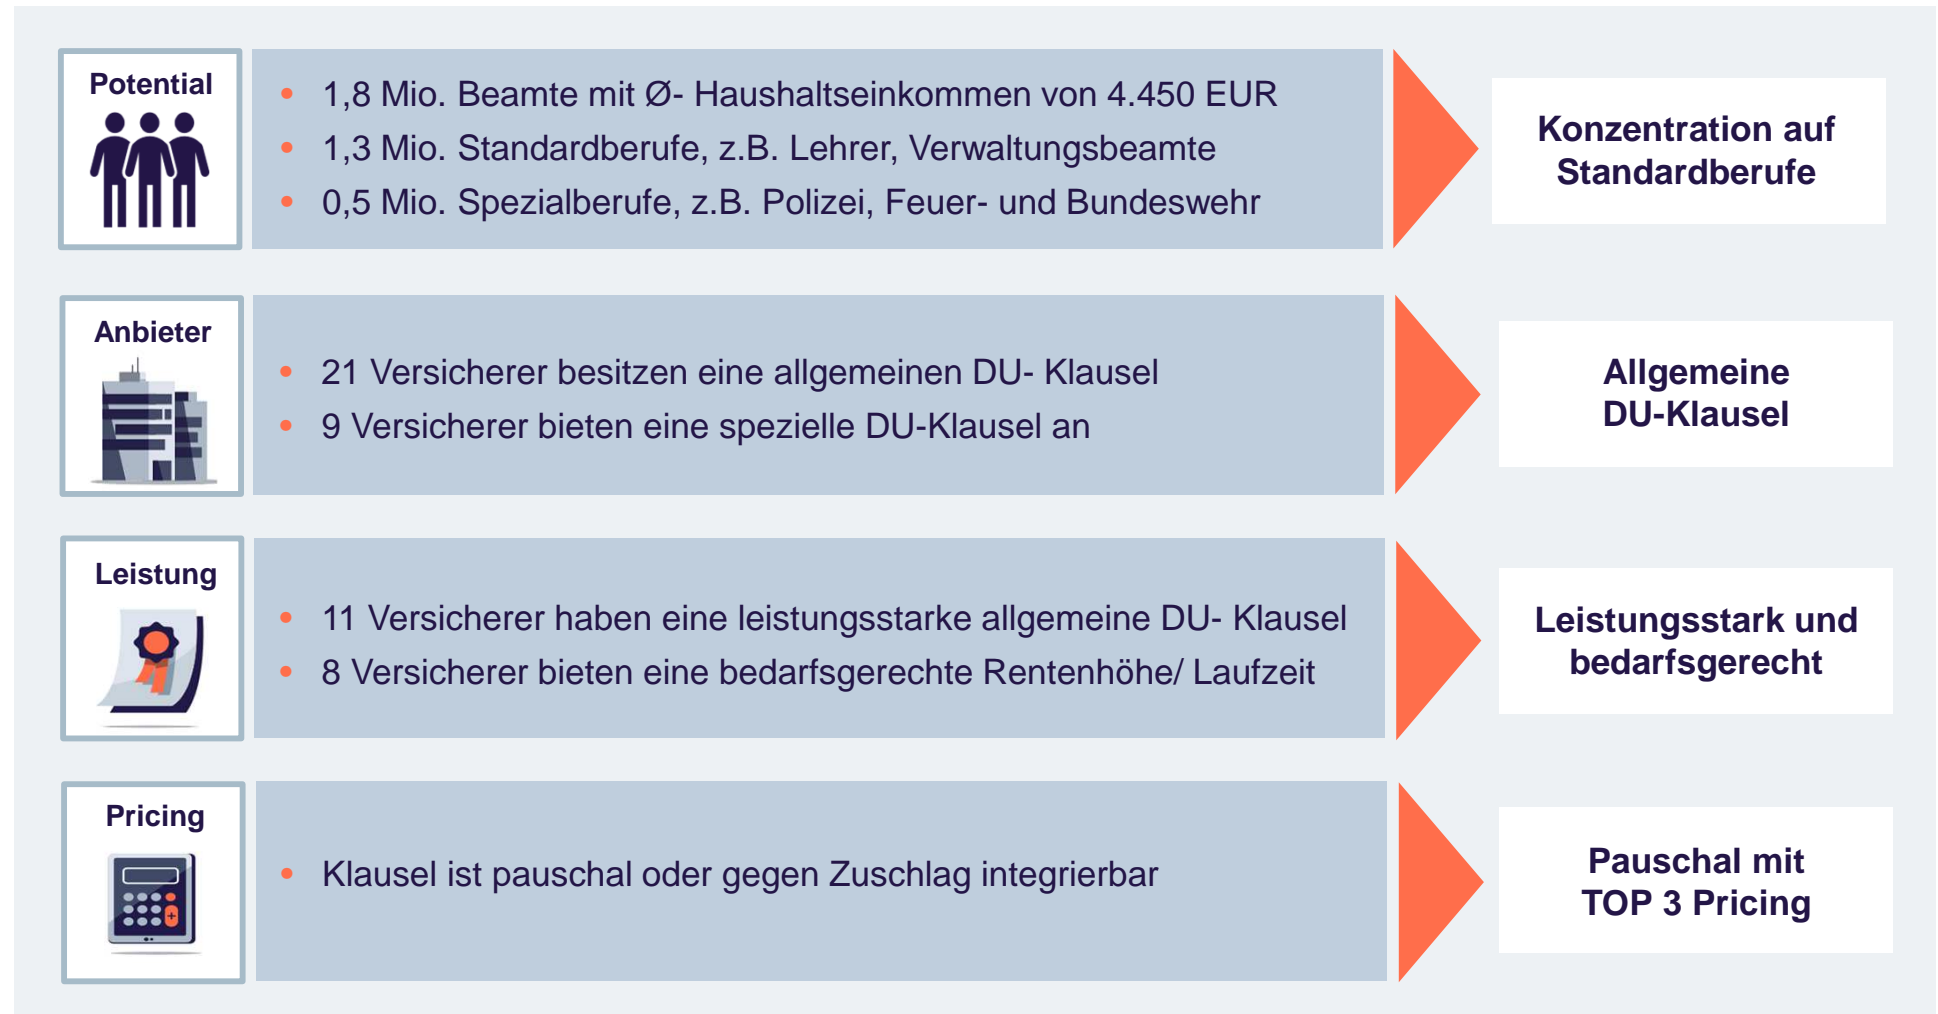 Potential
• 1,8 Mio. Beamte mit Ø- Haushaltseinkommen von 4.450 EUR
• 1,3 Mio. Standardberufe, z.B. Lehrer, Verwaltungsbeamte
• 0,5 Mio. Spezialberufe, z.B. Polizei, Feuer- und Bundeswehr
Konzentration auf
Standardberufe
Anbieter
• 21 Versicherer besitzen eine allgemeinen DU- Klausel
• 9 Versicherer bieten eine spezielle DU-Klausel an
Allgemeine
DU-Klausel
Leistung
• 11 Versicherer haben eine leistungsstarke allgemeine DU- Klausel
• 8 Versicherer bieten eine bedarfsgerechte Rentenhöhe/ Laufzeit
Leistungsstark und
bedarfsgerecht
Pricing
• Klausel ist pauschal oder gegen Zuschlag integrierbar
Pauschal mit
TOP 3 Pricing